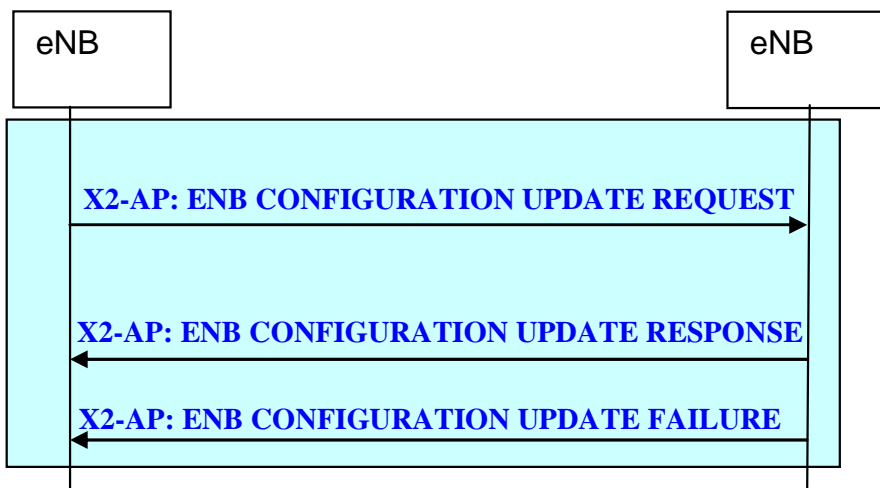 eNB
eNB
X2-AP: ENB CONFIGURATION UPDATE REQUEST
X2-AP: ENB CONFIGURATION UPDATE RESPONSE
X2-AP: ENB CONFIGURATION UPDATE FAILURE